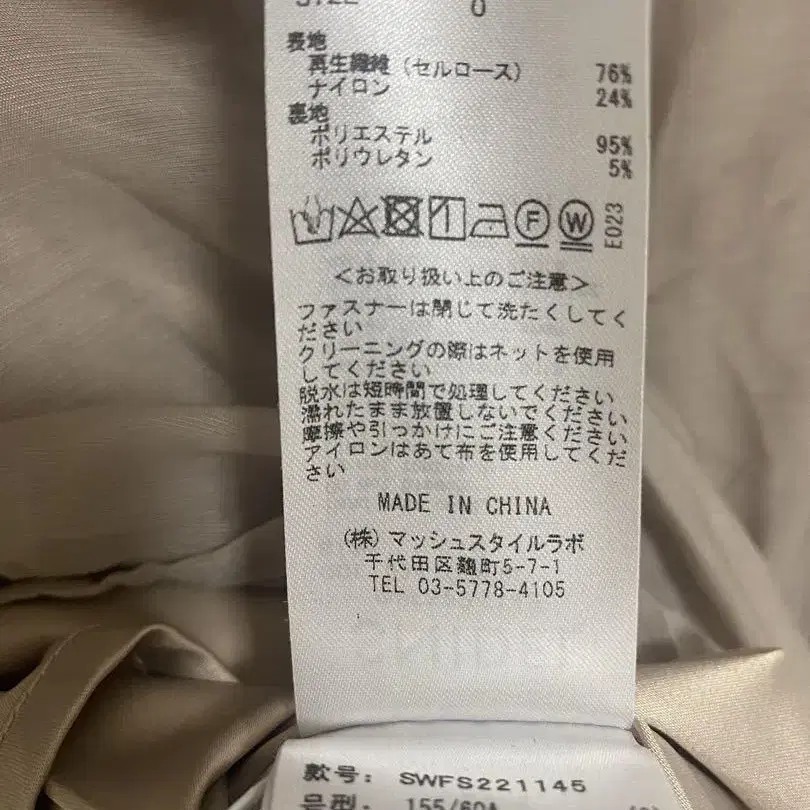 SIZE 0
表地
再生繊維(セルロース) 76%
ナイロン 24%
裏地
ポリエステル 95%
ポリウレタン 5%
F W E023
<お取り扱い上のご注意>
ファスナーは閉じて洗たくしてく
ださい
クリーニングの際はネットを使用
してください
脱水は短時間で処理してください
濡れたまま放置しないでください
摩擦や引っかけにご注意ください
アイロンはあて布を使用してくだ
さい
MADE IN CHINA
(株)マッシュスタイルラボ
千代田区麹町5-7-1
TEL 03-5778-4105
款号: SWFS221145
号型: 155/60A